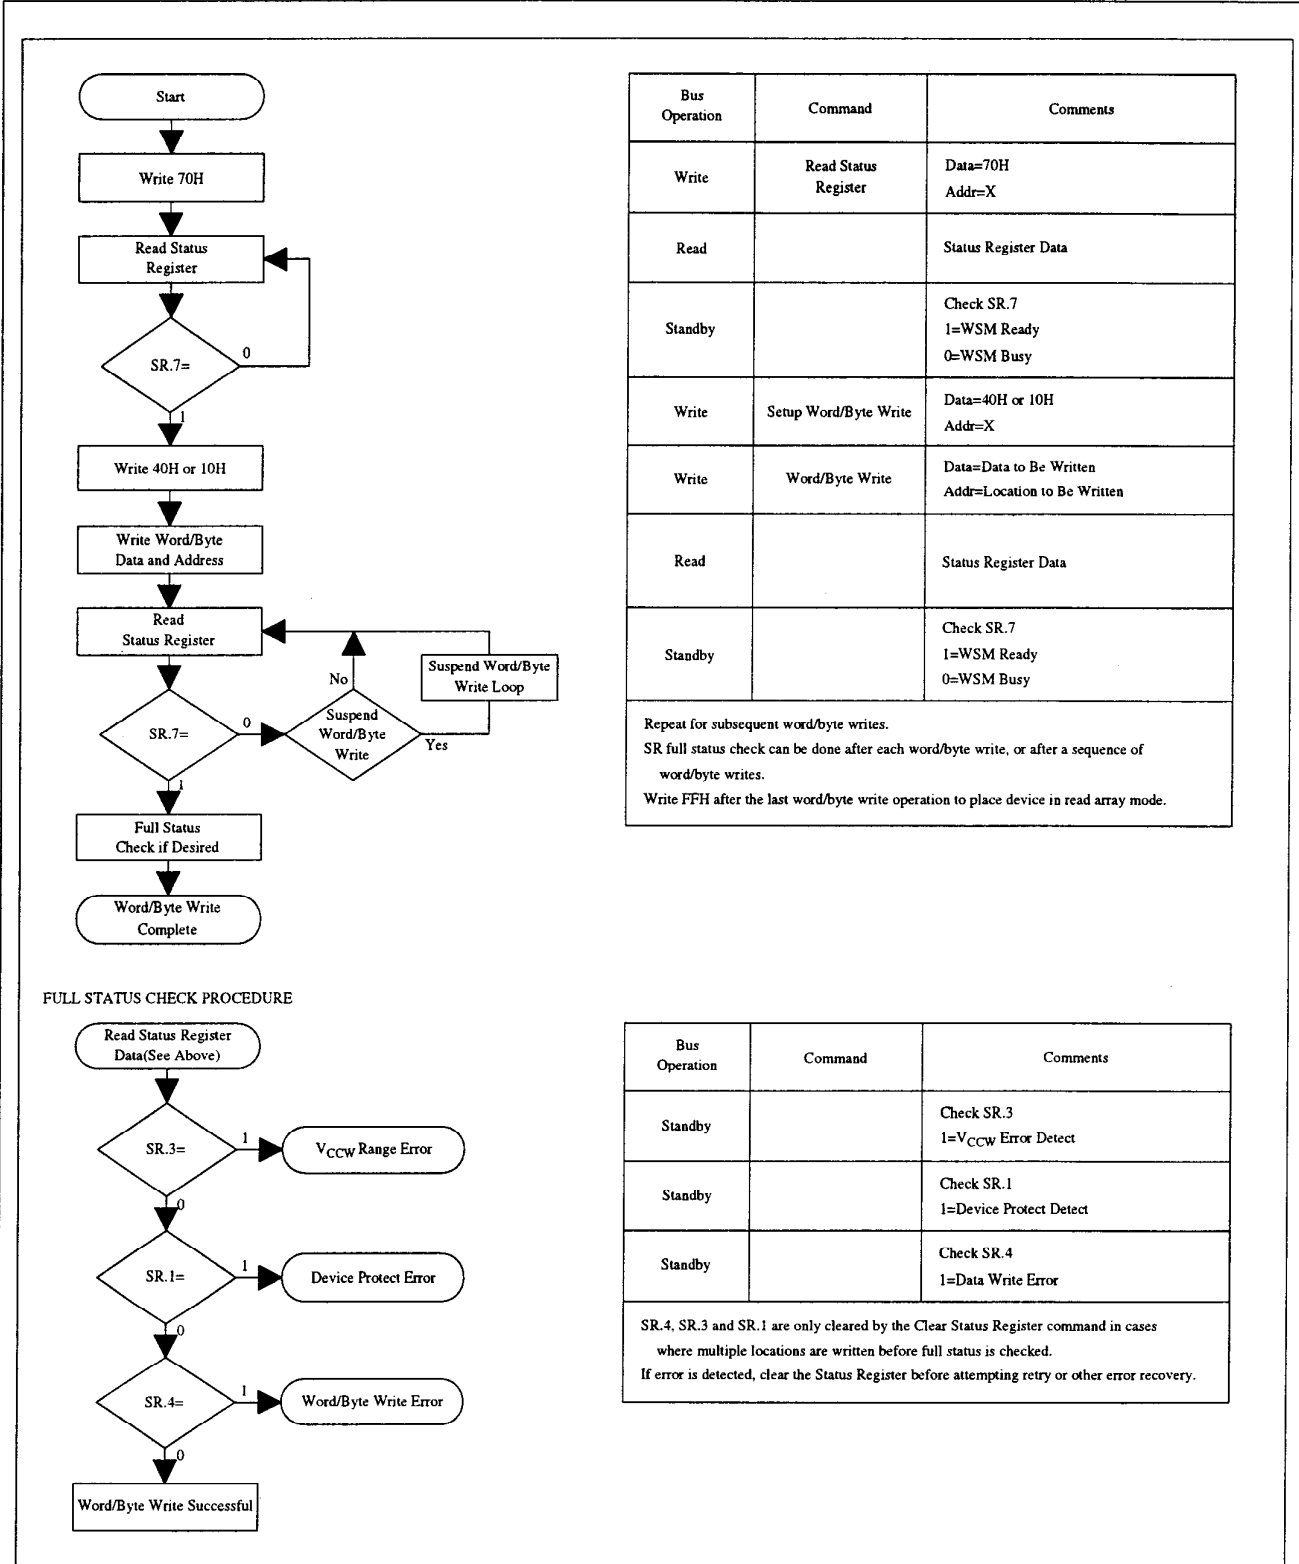 Start
Write 70H
Read Status
Register
SR.7=
0
1
Write 40H or 10H
Write Word/Byte
Data and Address
Read
Status Register
Suspend Word/Byte
Write Loop
No
SR.7=
0
Suspend
Word/Byte
Write
Yes
1
Full Status
Check if Desired
Word/Byte Write
Complete
Bus
Operation
Command
Comments
Write
Read Status
Register
Data=70H
Addr=X
Read
Status Register Data
Standby
Check SR.7
1=WSM Ready
0=WSM Busy
Write
Setup Word/Byte Write
Data=40H or 10H
Addr=X
Write
Word/Byte Write
Data=Data to Be Written
Addr=Location to Be Written
Read
Status Register Data
Standby
Check SR.7
1=WSM Ready
0=WSM Busy
Repeat for subsequent word/byte writes.
SR full status check can be done after each word/byte write, or after a sequence of
word/byte writes.
Write FFH after the last word/byte write operation to place device in read array mode.
FULL STATUS CHECK PROCEDURE
Read Status Register
Data(See Above)
SR.3=
1
VCCW Range Error
0
SR.1=
1
Device Protect Error
0
SR.4=
1
Word/Byte Write Error
0
Word/Byte Write Successful
Bus
Operation
Command
Comments
Standby
Check SR.3
1=VCCW Error Detect
Standby
Check SR.1
1=Device Protect Detect
Standby
Check SR.4
1=Data Write Error
SR.4, SR.3 and SR.1 are only cleared by the Clear Status Register command in cases
where multiple locations are written before full status is checked.
If error is detected, clear the Status Register before attempting retry or other error recovery.